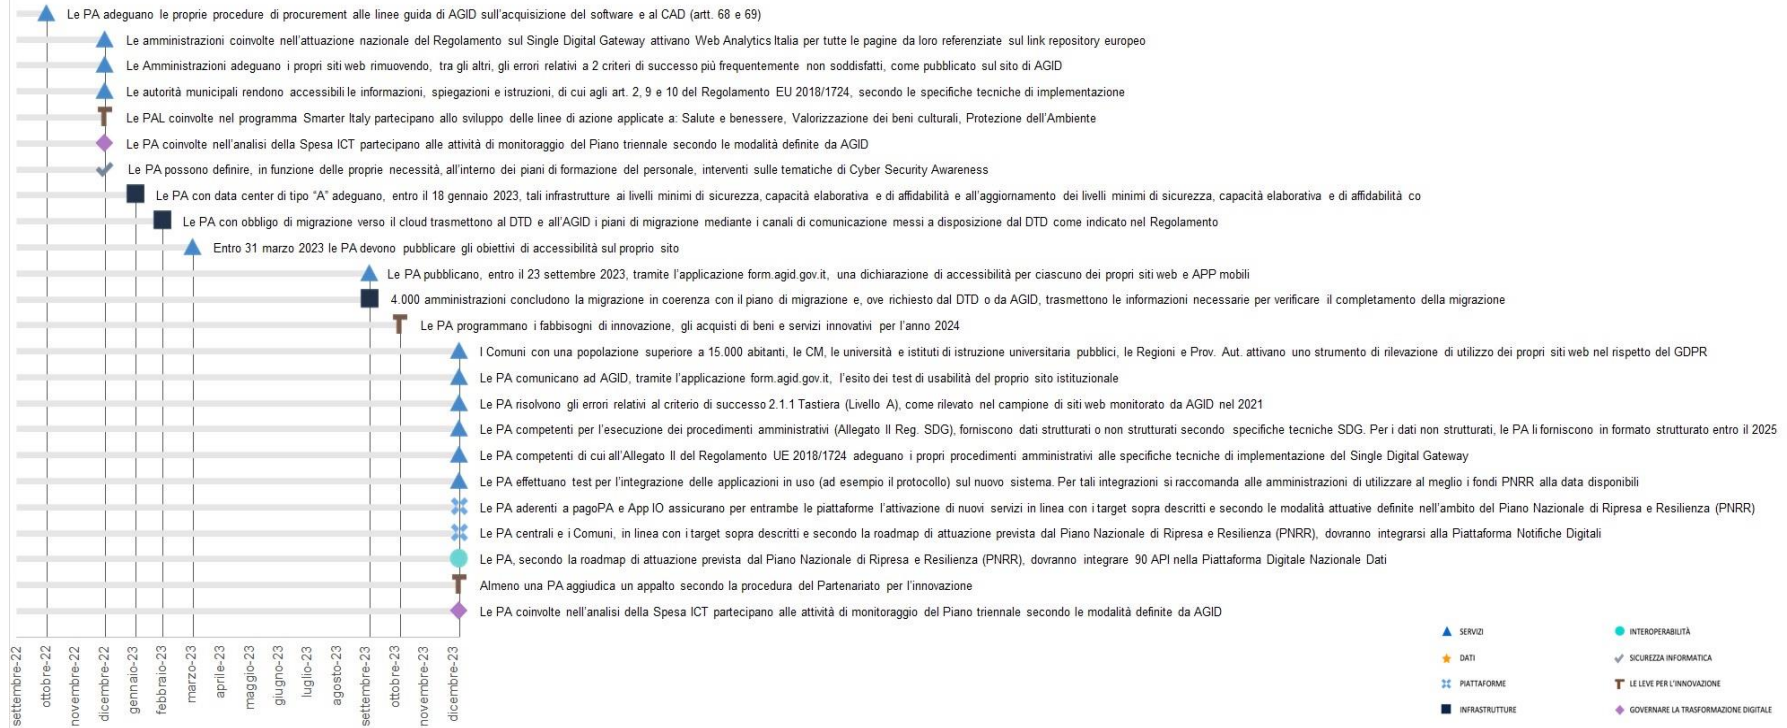 Le PA adeguano le proprie procedure di procurement alle linee guida di AGID sull'acquisizione del software e al CAD (artt. 68 e 69)
Le amministrazioni coinvolte nell'attuazione nazionale del Regolamento sul Single Digital Gateway attivano Web Analytics Italia per tutte le pagine da loro referenziate sul link repository europeo
Le Amministrazioni adeguano i propri siti web rimuovendo, tra gli altri, gli errori relativi a 2 criteri di successo più frequentemente non soddisfatti, come pubblicato sul sito di AGID
Le autorità municipali rendono accessibili le informazioni, spiegazioni e istruzioni, di cui agli art. 2, 9 e 10 del Regolamento EU 2018/1724, secondo le specifiche tecniche di implementazione
Le PAL coinvolte nel programma Smarter Italy partecipano allo sviluppo delle linee di azione applicate a: Salute e benessere, Valorizzazione dei beni culturali, Protezione dell'Ambiente
Le PA coinvolte nell'analisi della Spesa ICT partecipano alle attività di monitoraggio del Piano triennale secondo le modalità definite da AGID
Le PA possono definire, in funzione delle proprie necessità, all'interno dei piani di formazione del personale, interventi sulle tematiche di Cyber Security Awareness
Le PA con data center di tipo “A” adeguano, entro il 18 gennaio 2023, tali infrastrutture ai livelli minimi di sicurezza, capacità elaborativa e di affidabilità e all'aggiornamento dei livelli minimi di sicurezza, capacità elaborativa e di affidabilità co
Le PA con obbligo di migrazione verso il cloud trasmettono al DTD e all'AGID i piani di migrazione mediante i canali di comunicazione messi a disposizione dal DTD come indicato nel Regolamento
Entro 31 marzo 2023 le PA devono pubblicare gli obiettivi di accessibilità sul proprio sito
Le PA pubblicano, entro il 23 settembre 2023, tramite l'applicazione form.agid.gov.it, una dichiarazione di accessibilità per ciascuno dei propri siti web e APP mobili
4.000 amministrazioni concludono la migrazione in coerenza con il piano di migrazione e, ove richiesto dal DTD o da AGID, trasmettono le informazioni necessarie per verificare il completamento della migrazione
Le PA programmano i fabbisogni di innovazione, gli acquisti di beni e servizi innovativi per l'anno 2024
I Comuni con una popolazione superiore a 15.000 abitanti, le CM, le università e istituti di istruzione universitaria pubblici, le Regioni e Prov. Aut. attivano uno strumento di rilevazione di utilizzo dei propri siti web nel rispetto del GDPR
Le PA comunicano ad AGID, tramite l'applicazione form.agid.gov.it, l'esito dei test di usabilità del proprio sito istituzionale
Le PA risolvono gli errori relativi al criterio di successo 2.1.1 Tastiera (Livello A), come rilevato nel campione di siti web monitorato da AGID nel 2021
Le PA competenti per l'esecuzione dei procedimenti amministrativi (Allegato II Reg. SDG), forniscono dati strutturati o non strutturati secondo specifiche tecniche SDG. Per i dati non strutturati, le PA li forniscono in formato strutturato entro il 2025
Le PA competenti di cui all'Allegato II del Regolamento UE 2018/1724 adeguano i propri procedimenti amministrativi alle specifiche tecniche di implementazione del Single Digital Gateway
Le PA effettuano test per l'integrazione delle applicazioni in uso (ad esempio il protocollo) sul nuovo sistema. Per tali integrazioni si raccomanda alle amministrazioni di utilizzare al meglio i fondi PNRR alla data disponibili
Le PA aderenti a pagoPA e App IO assicurano per entrambe le piattaforme l'attivazione di nuovi servizi in linea con i target sopra descritti e secondo le modalità attuative definite nell'ambito del Piano Nazionale di Ripresa e Resilienza (PNRR)
Le PA centrali e i Comuni, in linea con i target sopra descritti e secondo la roadmap di attuazione prevista dal Piano Nazionale di Ripresa e Resilienza (PNRR), dovranno integrarsi alla Piattaforma Notifiche Digitali
Le PA, secondo la roadmap di attuazione prevista dal Piano Nazionale di Ripresa e Resilienza (PNRR), dovranno integrare 90 API nella Piattaforma Digitale Nazionale Dati
Almeno una PA aggiudica un appalto secondo la procedura del Partenariato per l'innovazione
Le PA coinvolte nell'analisi della Spesa ICT partecipano alle attività di monitoraggio del Piano triennale secondo le modalità definite da AGID
settembre-22
ottobre-22
novembre-22
dicembre-22
gennaio-23
febbraio-23
marzo-23
aprile-23
maggio-23
giugno-23
luglio-23
agosto-23
settembre-23
ottobre-23
novembre-23
dicembre-23
SERVIZI
DATI
PIATTAFORME
INFRASTRUTTURE
INTEROPERABILITÀ
SICUREZZA INFORMATICA
LE LEVE PER L'INNOVAZIONE
GOVERNARE LA TRASFORMAZIONE DIGITALE